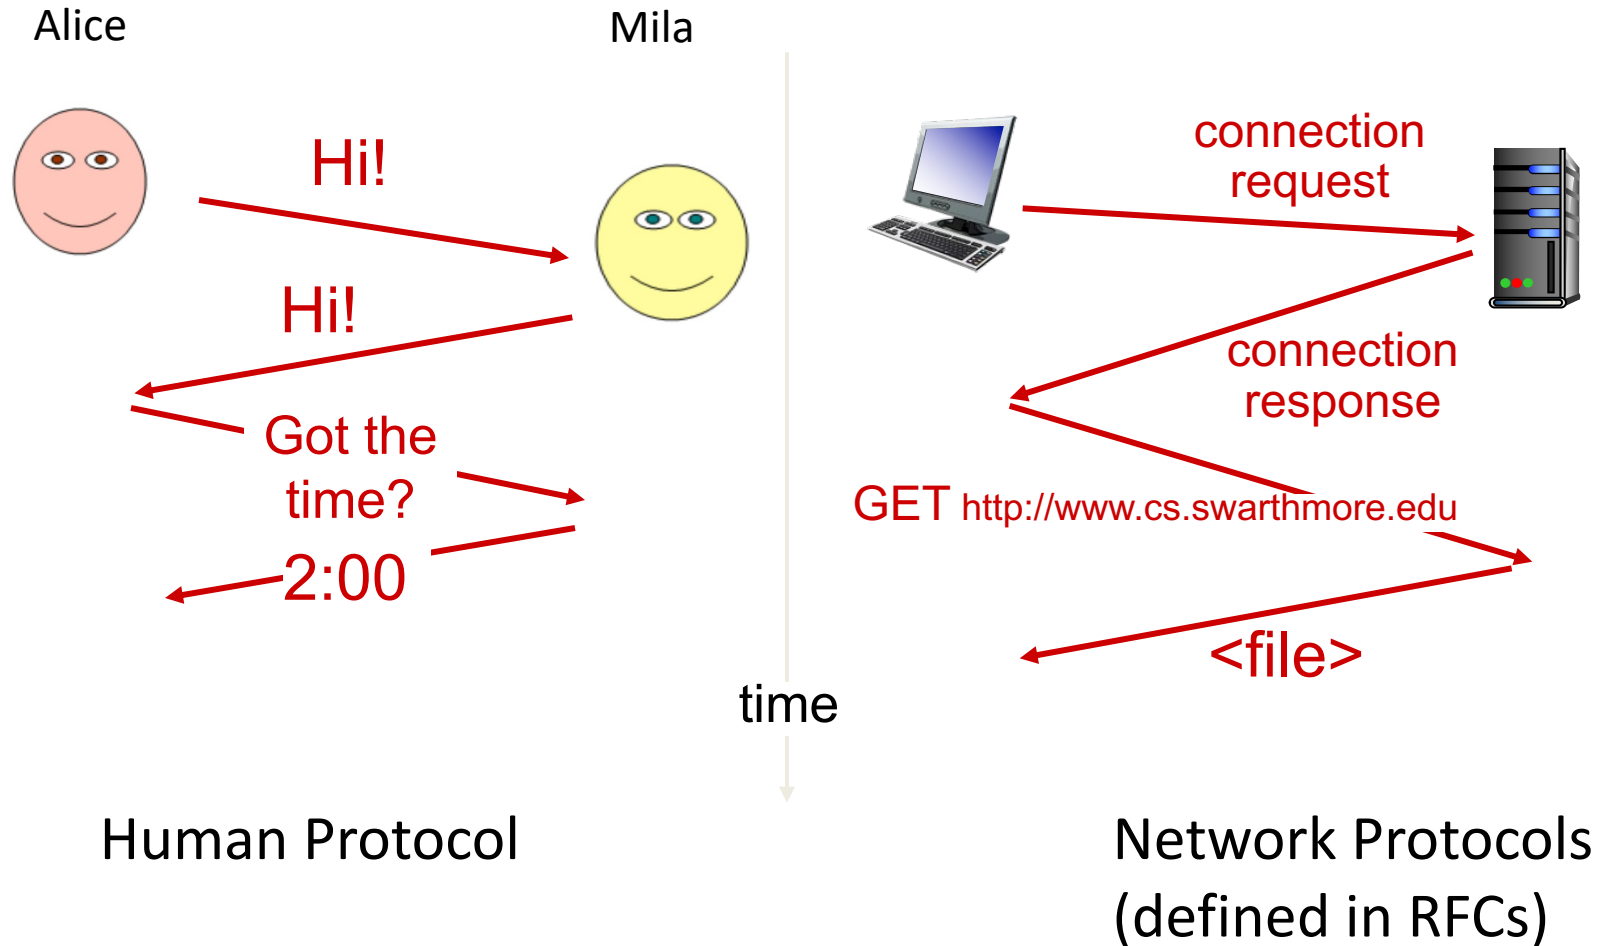 Alice
Mila
Hi!
Hi!
Got the
time?
2:00
connection
request
connection
response
GET http://www.cs.swarthmore.edu
<file>
time
Human Protocol
Network Protocols
(defined in RFCs)